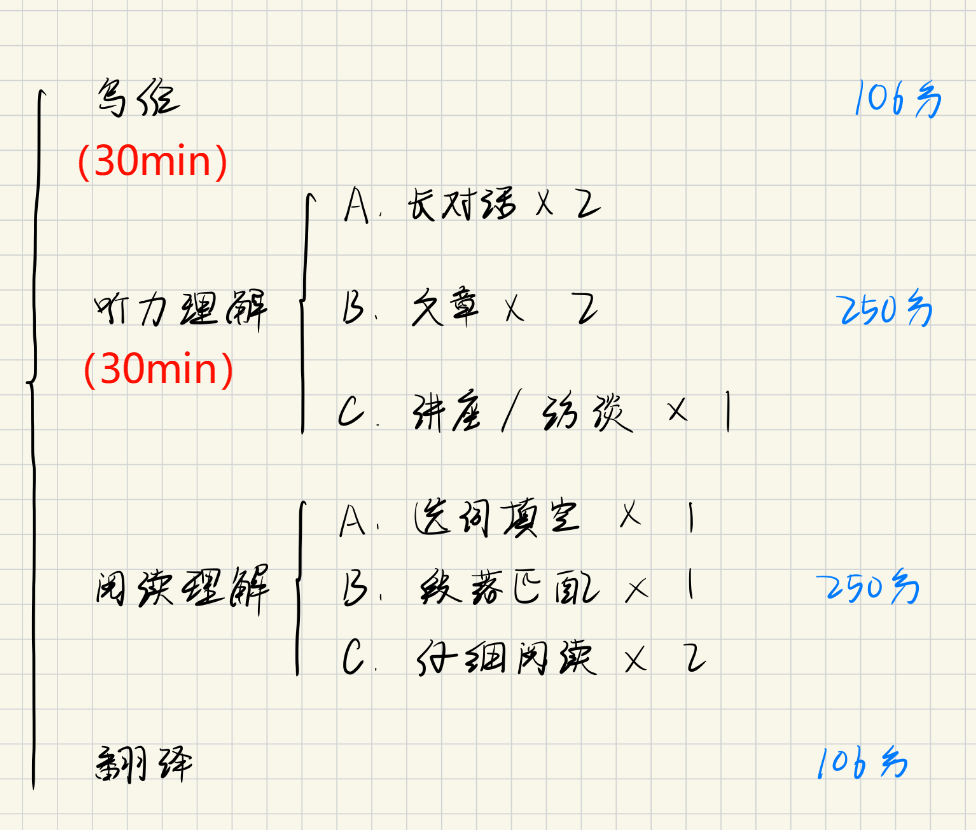 写作 106分
(30min)
A. 长对话 × 2
听力理解 B. 文章 × 2 250分
(30min)
C. 讲座 / 访谈 × 1
A. 选词填空 × 1
阅读理解 B. 段落匹配 × 1 250分
C. 仔细阅读 × 2
翻译 106分